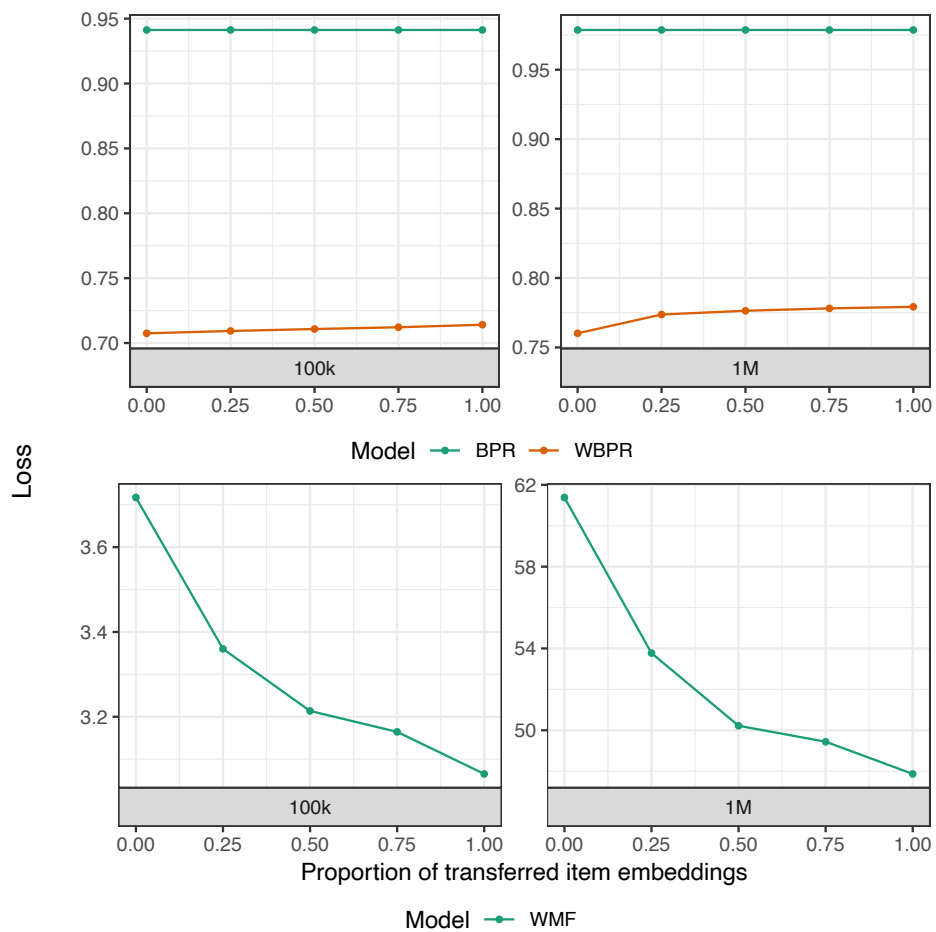 0.95
0.90
0.85
0.80
0.75
0.70
100k
0.00 0.25 0.50 0.75 1.00
0.95
0.90
0.85
0.80
0.75
1M
0.00 0.25 0.50 0.75 1.00
Model BPR WBPR
Loss
3.6
3.4
3.2
100k
0.00 0.25 0.50 0.75 1.00
62
58
54
50
1M
0.00 0.25 0.50 0.75 1.00
Proportion of transferred item embeddings
Model WMF